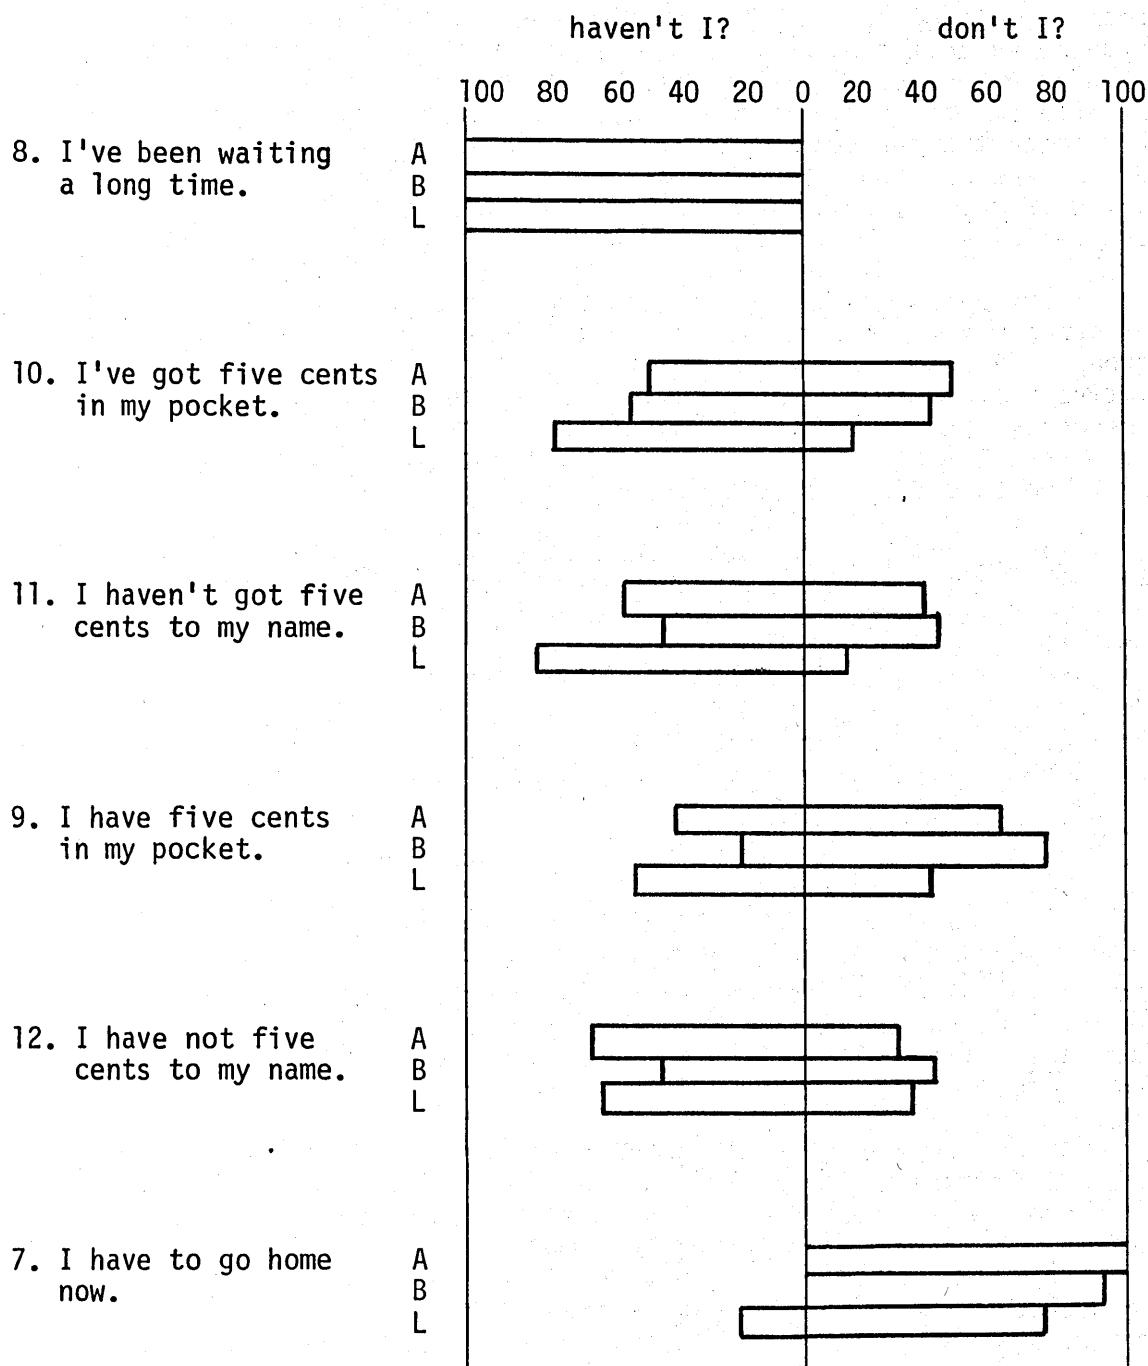 haven't I? don't I?
100 80 60 40 20 0 20 40 60 80 100
8. I've been waiting A
a long time. B
L
10. I've got five cents A
in my pocket. B
L
11. I haven't got five A
cents to my name. B
L
9. I have five cents A
in my pocket. B
L
12. I have not five A
cents to my name. B
L
7. I have to go home A
now. B
L